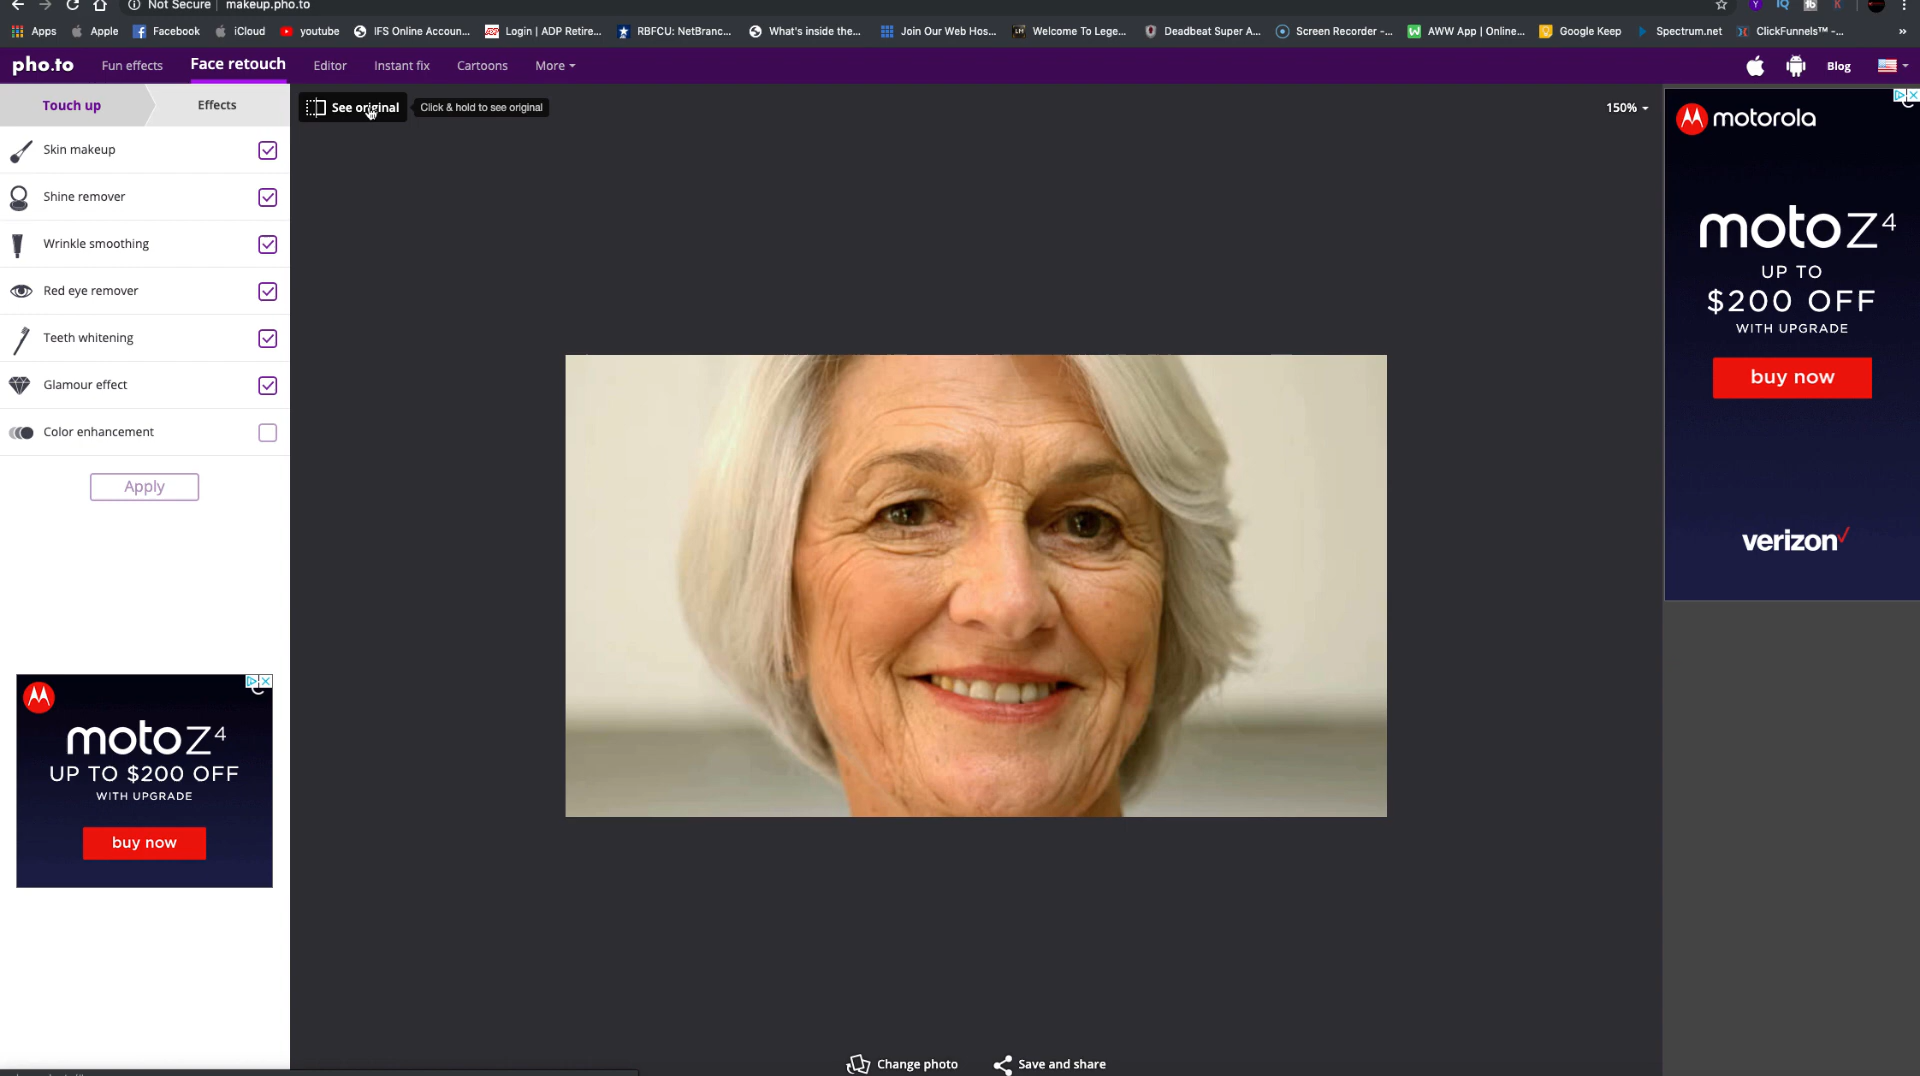 Not Secure | makeup.pho.to
Apps Apple Facebook iCloud youtube IFS Online Accoun... Login | ADP Retire... RBFCU: NetBranc... What's inside the... Join Our Web Hos... Welcome To Lege... Deadbeat Super A... Screen Recorder -... AWW App | Online... Google Keep Spectrum.net ClickFunnels™ -... »
pho.to Fun effects Face retouch Editor Instant fix Cartoons More Blog
Touch up Effects
See original Click & hold to see original 150%
Skin makeup
Shine remover
Wrinkle smoothing
Red eye remover
Teeth whitening
Glamour effect
Color enhancement
Apply
moto z4
UP TO $200 OFF
WITH UPGRADE
buy now
motorola
moto z4
UP TO
$200 OFF
WITH UPGRADE
buy now
verizon✓
Change photo Save and share